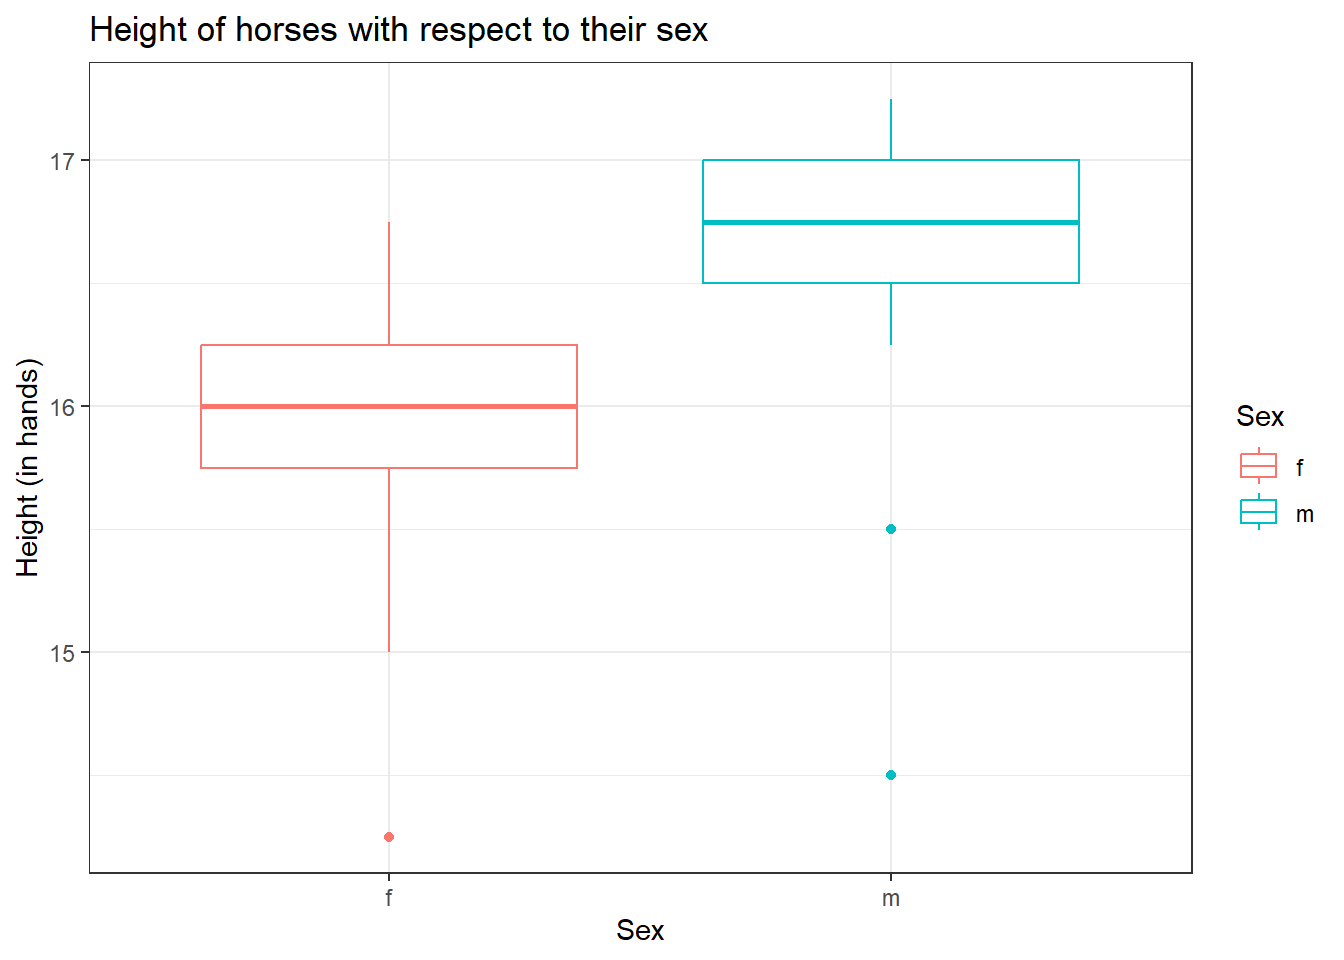 Height of horses with respect to their sex
Height (in hands)
17
16
15
f
m
Sex
Sex
f
m